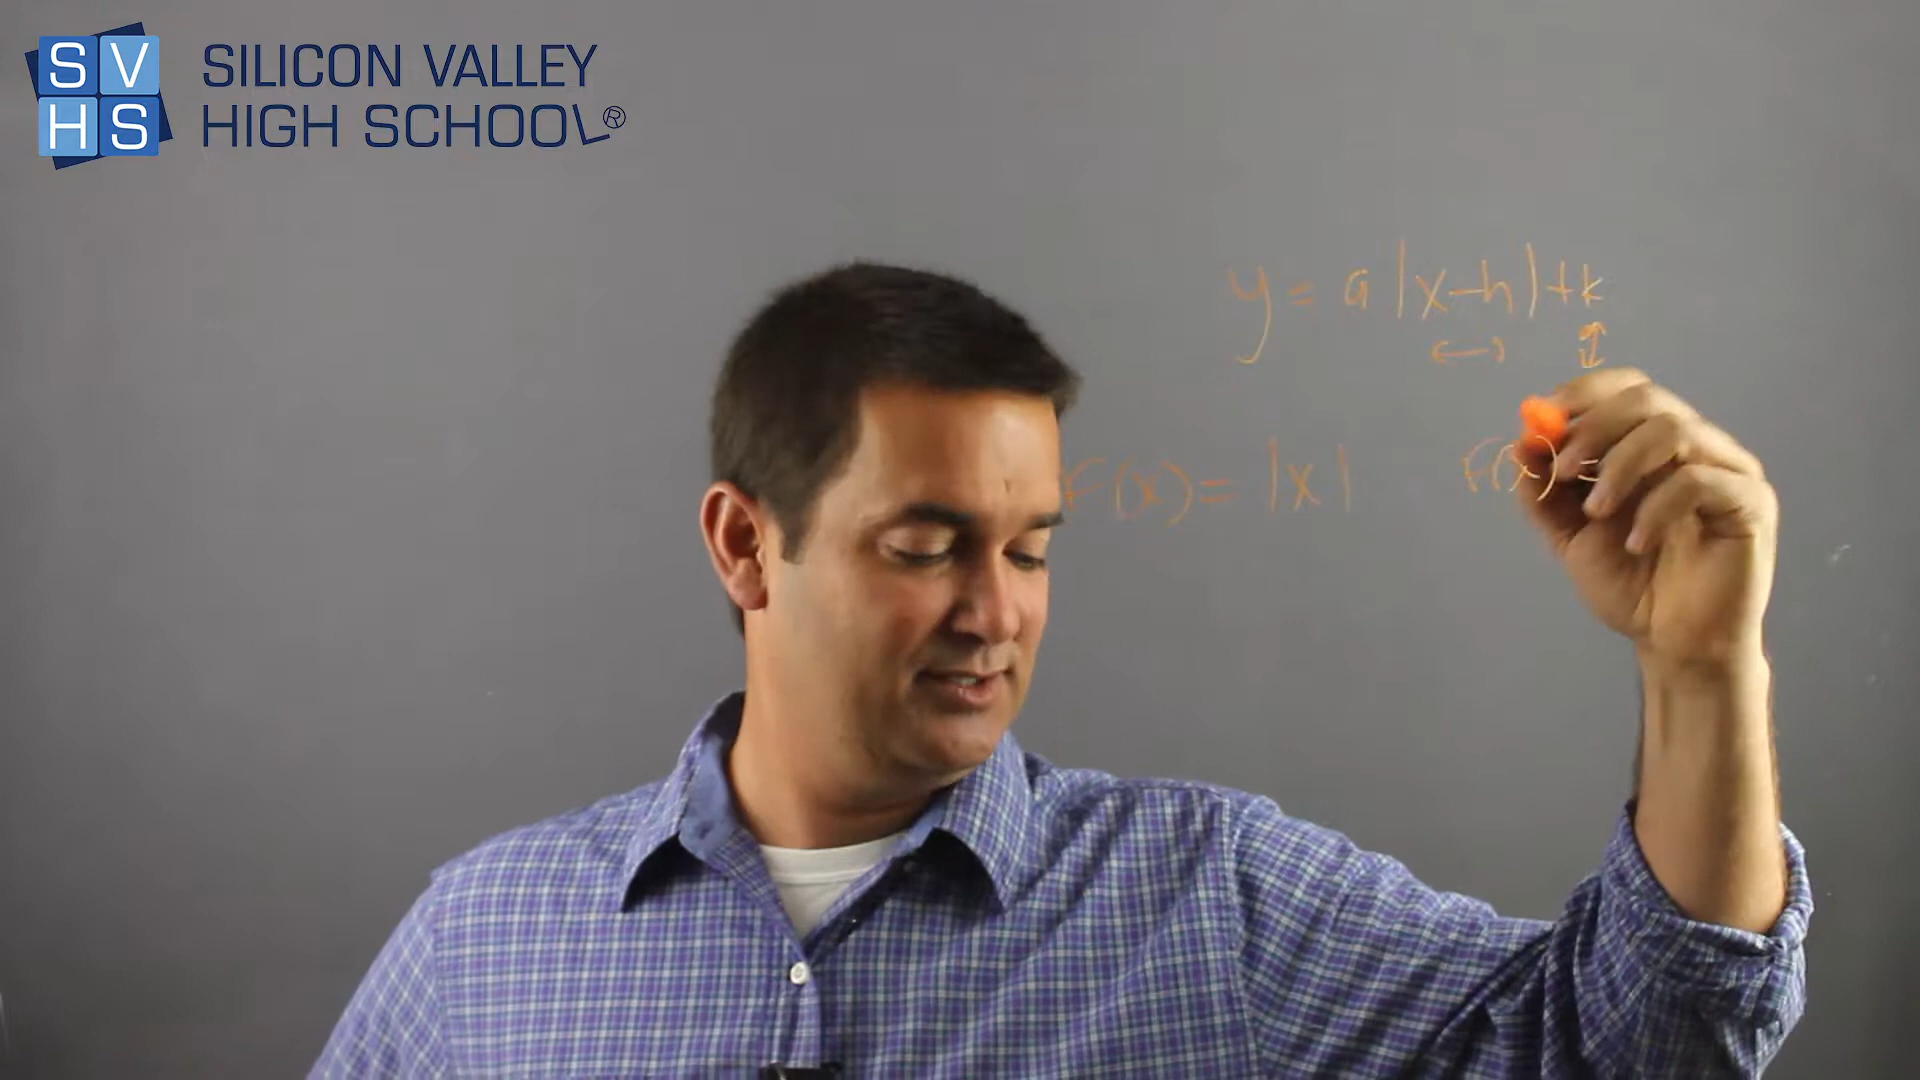 SV
HS
SILICON VALLEY
HIGH SCHOOL®
y = a|x-h|+k
F(x) = |x|
F(x) =